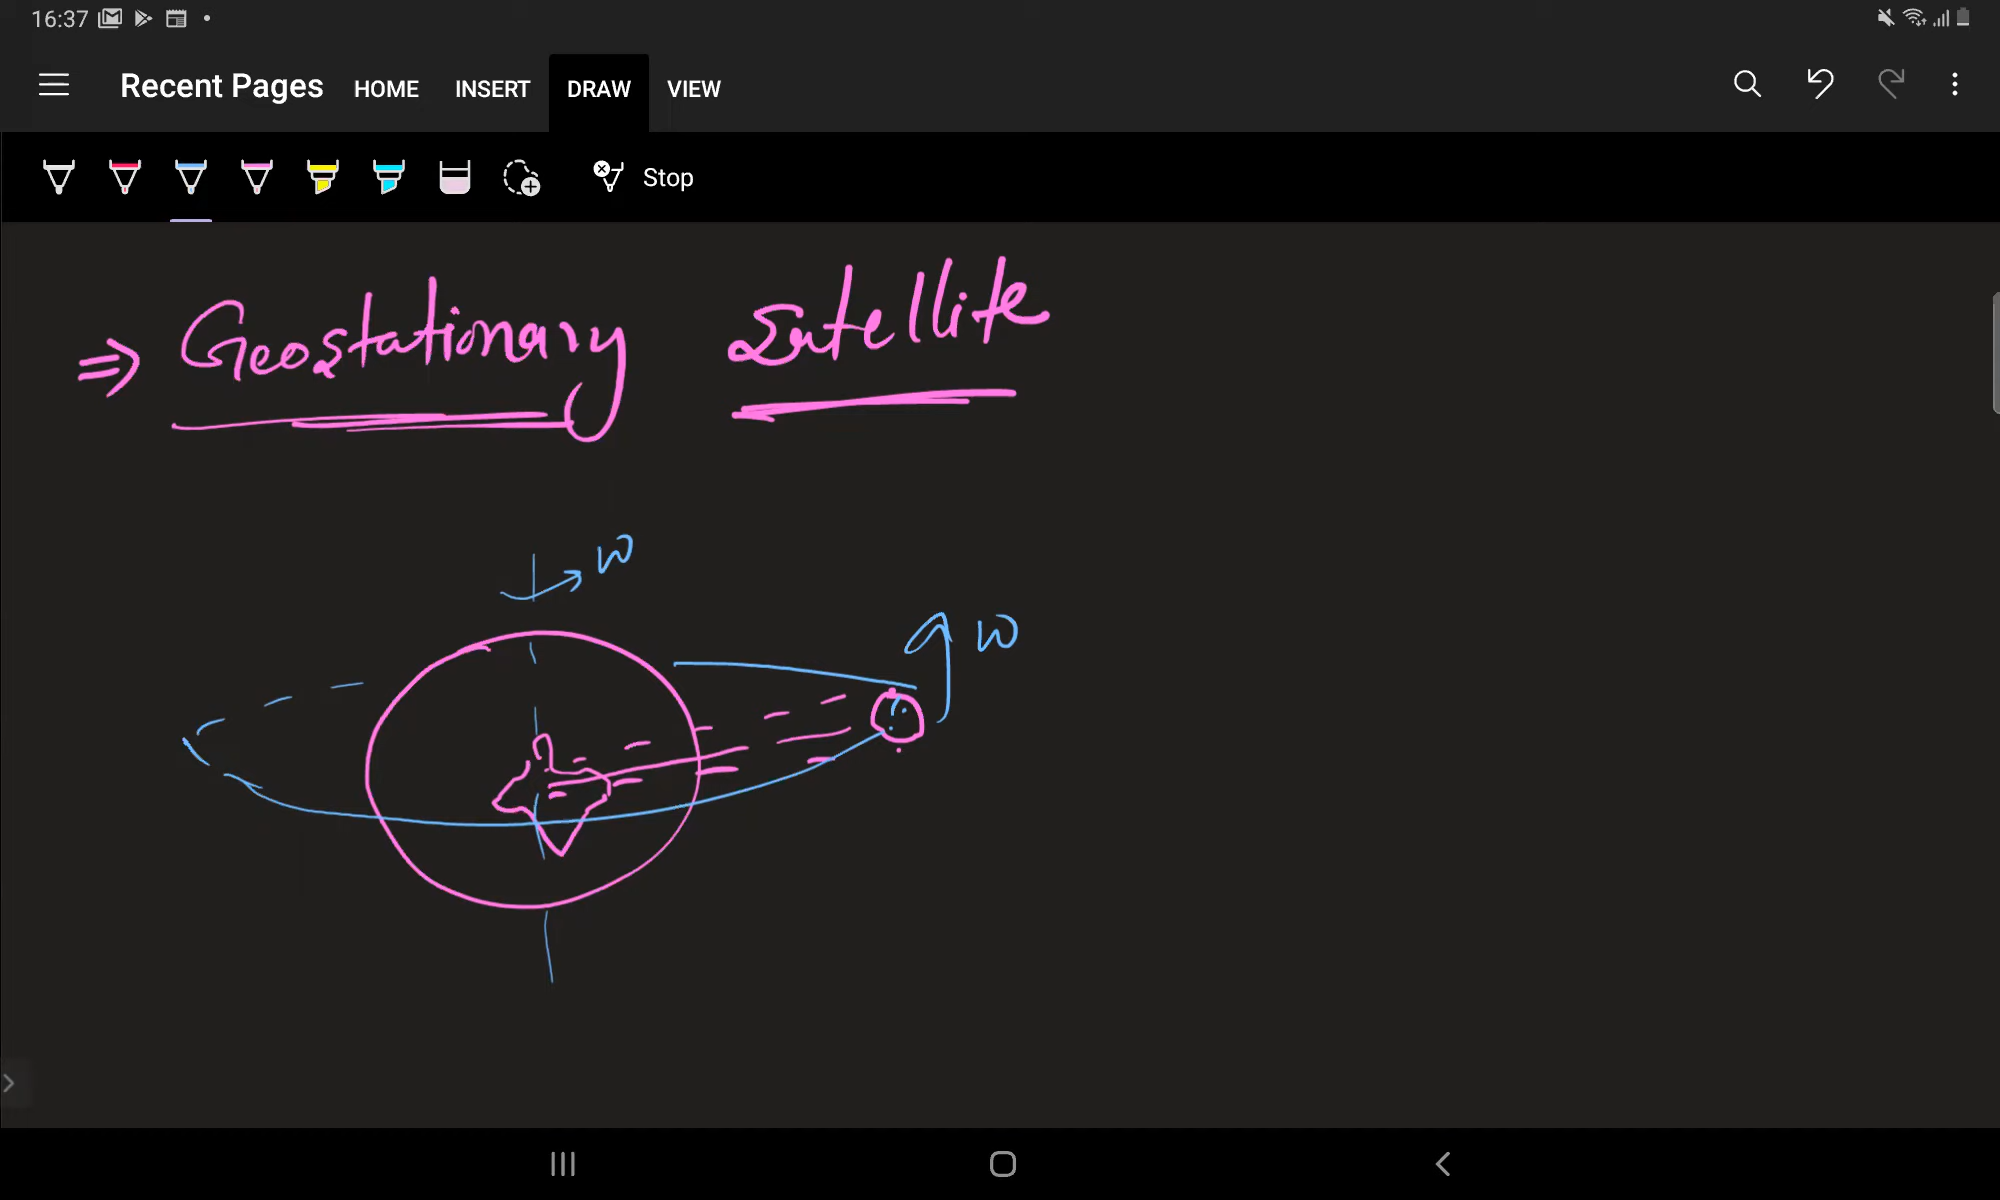 16:37
Recent Pages HOME INSERT DRAW VIEW
Stop
⇒ Geostationary Satellite
ω
ω